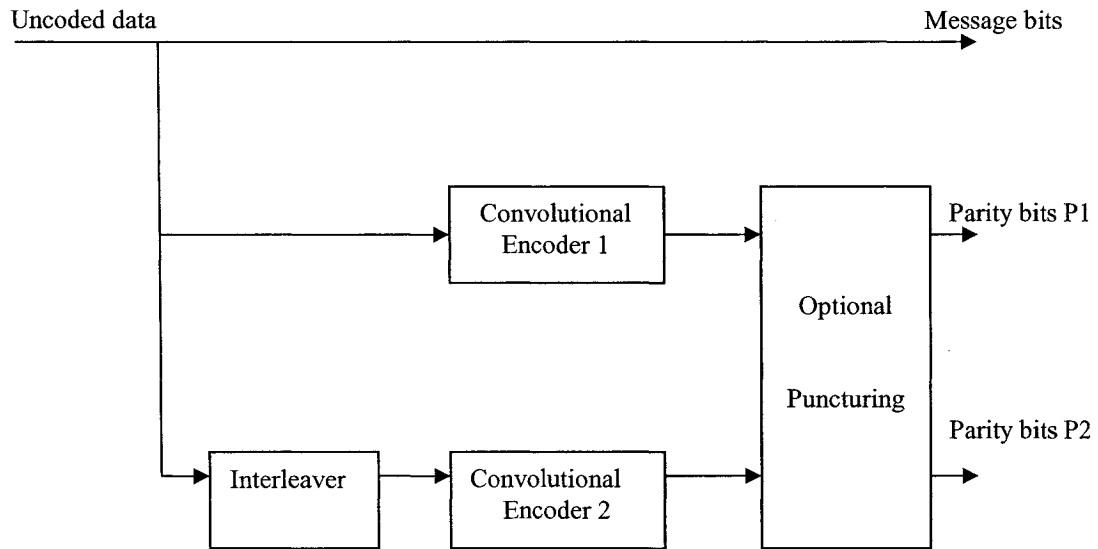 Uncoded data
Message bits
Convolutional
Encoder 1
Parity bits P1
Optional
Puncturing
Parity bits P2
Interleaver
Convolutional
Encoder 2